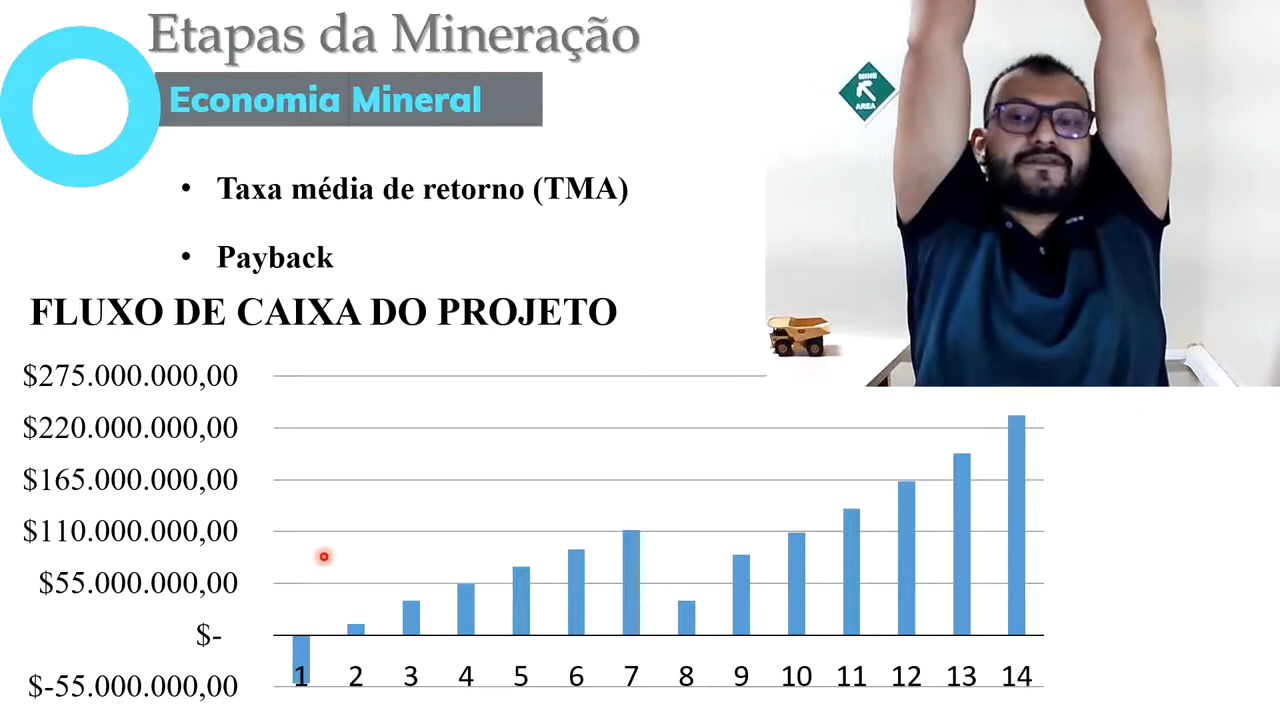 Etapas da Mineração
Economia Mineral
MINE
AREA
• Taxa média de retorno (TMA)
• Payback
FLUXO DE CAIXA DO PROJETO
$275.000.000,00
$220.000.000,00
$165.000.000,00
$110.000.000,00
$55.000.000,00
$-
$-55.000.000,00
1 2 3 4 5 6 7 8 9 10 11 12 13 14